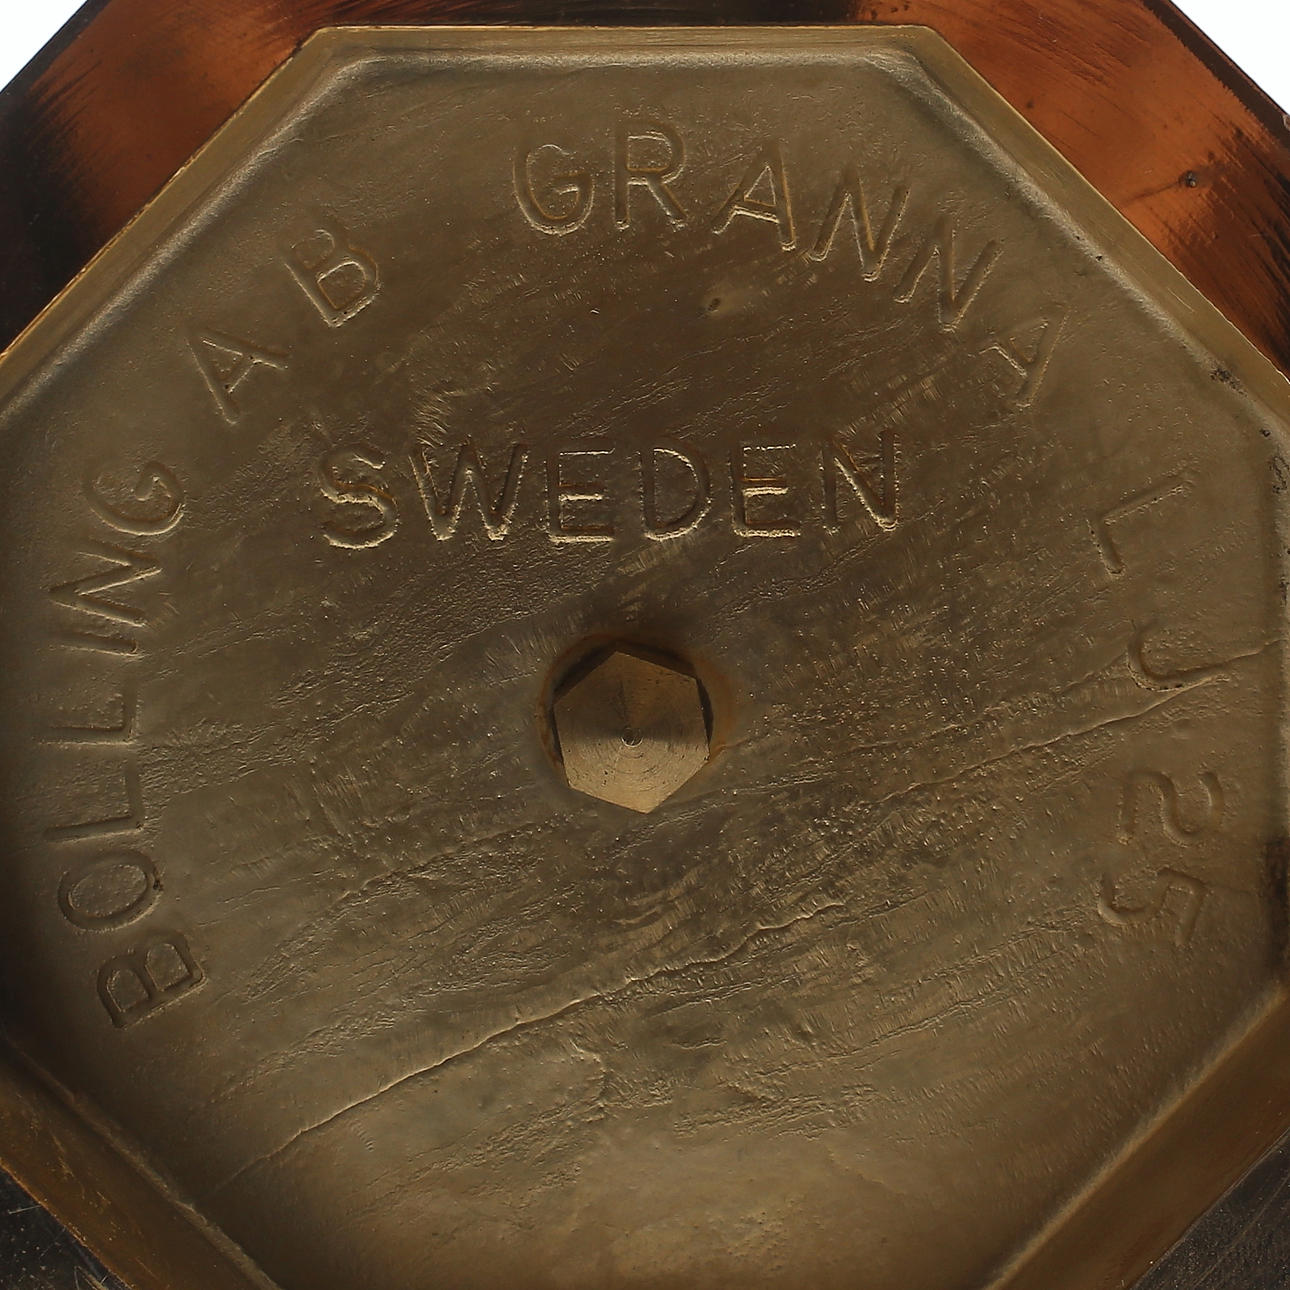 BOLLING AB GRANNA LJ 25
SWEDEN